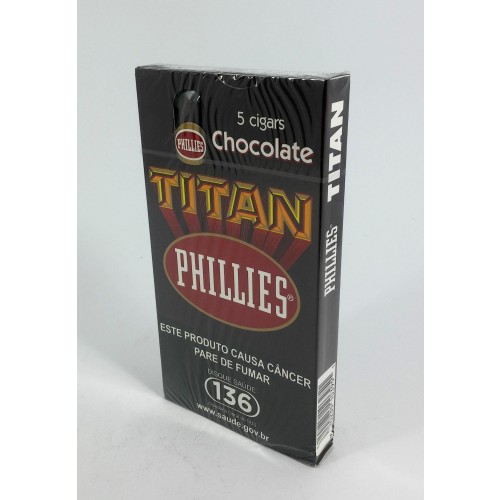 5 cigars
PHILLIES
Chocolate
TITAN
PHILLIES®
ESTE PRODUTO CAUSA CÂNCER
PARE DE FUMAR
DISQUE SAÚDE
136
www.saude.gov.br
PHILLIES TITAN